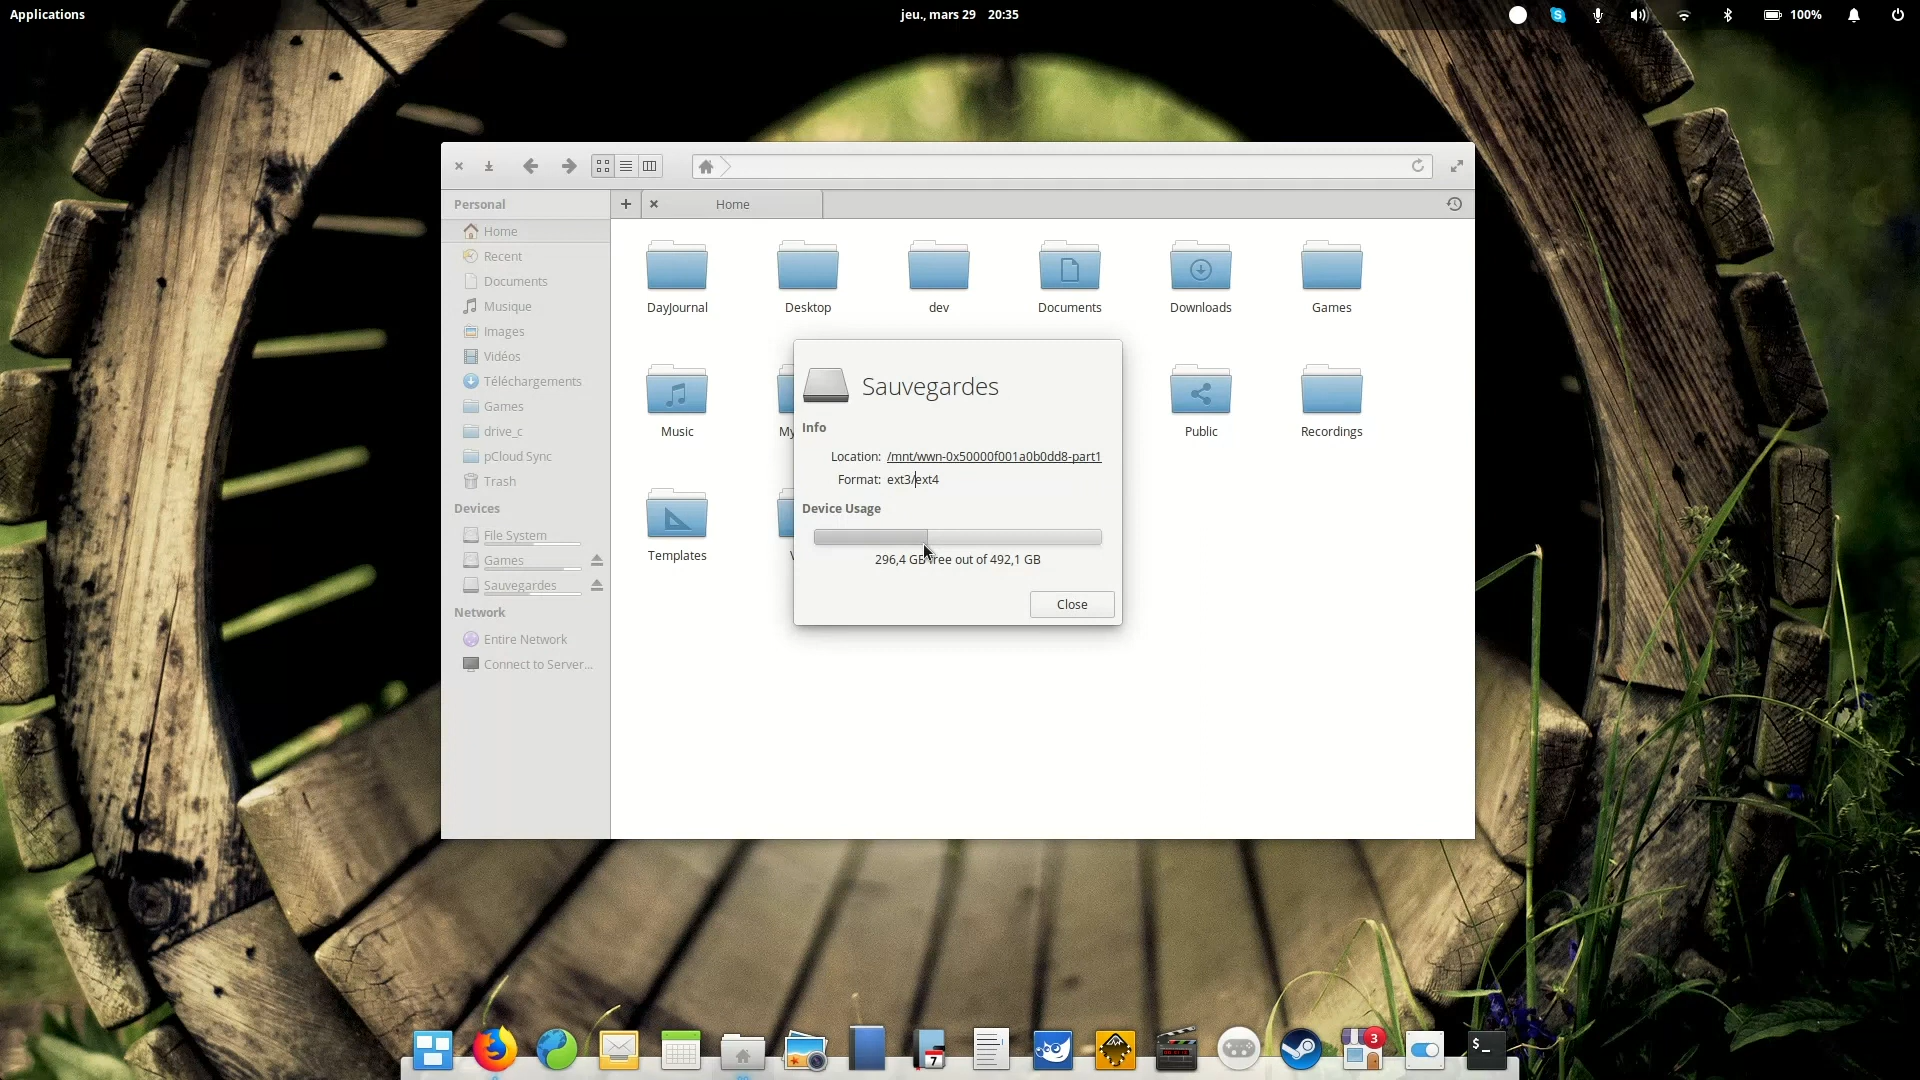 Applications
jeu., mars 29 20:35
100%
Personal
Home
Recent
Documents
Musique
Images
Vidéos
Téléchargements
Games
drive_c
pCloud Sync
Trash
Devices
File System
Games
Sauvegardes
Network
Entire Network
Connect to Server...
Home
DayJournal
Desktop
dev
Documents
Downloads
Games
Music
My
Public
Recordings
Templates
Sauvegardes
Info
Location: /mnt/wwn-0x50000f001a0b0dd8-part1
Format: ext3/ext4
Device Usage
296,4 GB free out of 492,1 GB
Close
7
3